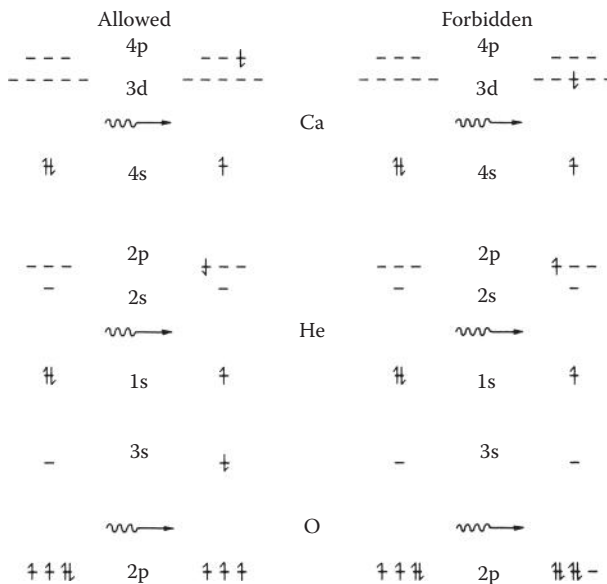 Allowed Forbidden
4p 4p
3d 3d
Ca
4s 4s
2p 2p
2s 2s
He
1s 1s
3s 3s
O
2p 2p